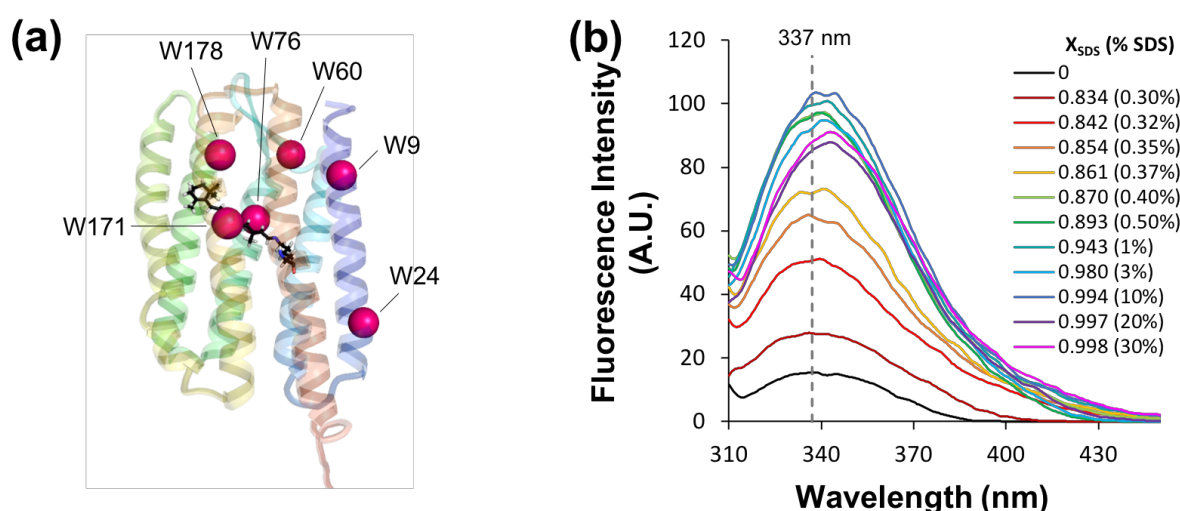 (a)
W178
W76
W60
W9
W171
W24
(b)
Fluorescence Intensity
(A.U.)
120
100
80
60
40
20
0
337 nm
X_SDS (% SDS)
0
0.834 (0.30%)
0.842 (0.32%)
0.854 (0.35%)
0.861 (0.37%)
0.870 (0.40%)
0.893 (0.50%)
0.943 (1%)
0.980 (3%)
0.994 (10%)
0.997 (20%)
0.998 (30%)
310 340 370 400 430
Wavelength (nm)